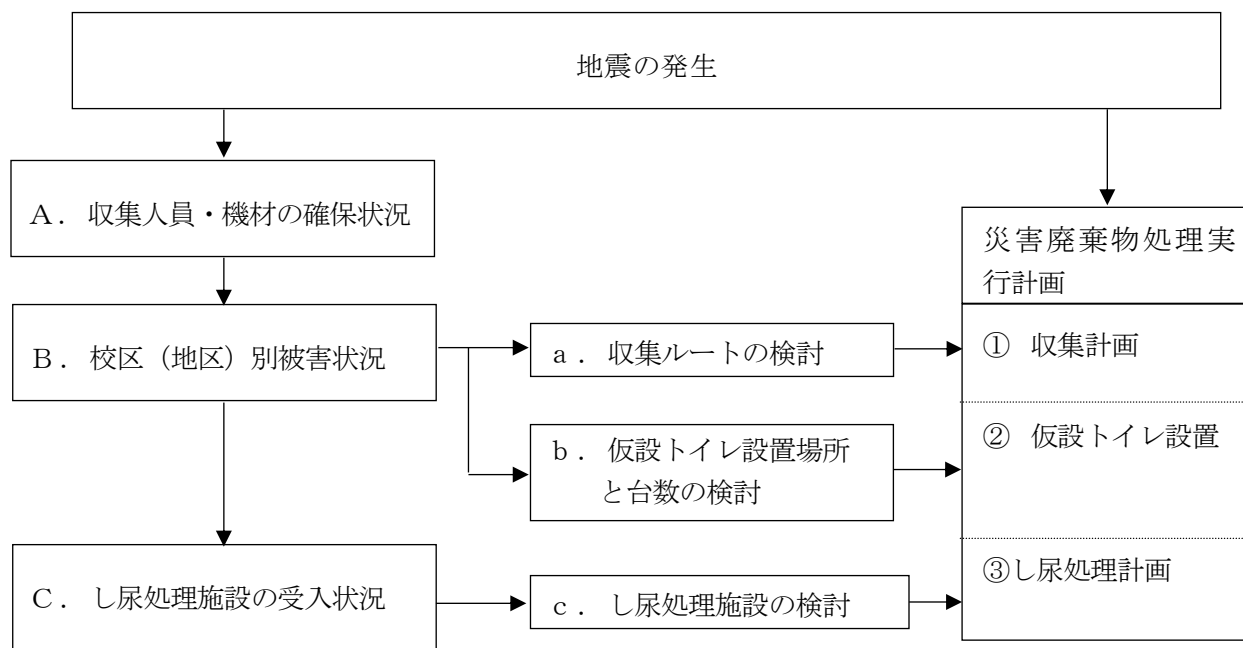 地震の発生
A. 収集人員・機材の確保状況
災害廃棄物処理実
行計画
B. 校区（地区）別被害状況
a. 収集ルートの検討
① 収集計画
b. 仮設トイレ設置場所
と台数の検討
② 仮設トイレ設置
C. し尿処理施設の受入状況
c. し尿処理施設の検討
③し尿処理計画